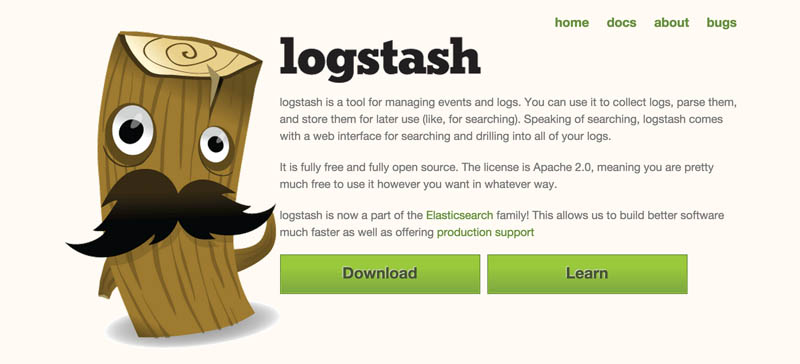 home docs about bugs
logstash
logstash is a tool for managing events and logs. You can use it to collect logs, parse them,
and store them for later use (like, for searching). Speaking of searching, logstash comes
with a web interface for searching and drilling into all of your logs.
It is fully free and fully open source. The license is Apache 2.0, meaning you are pretty
much free to use it however you want in whatever way.
logstash is now a part of the Elasticsearch family! This allows us to build better software
much faster as well as offering production support
Download Learn